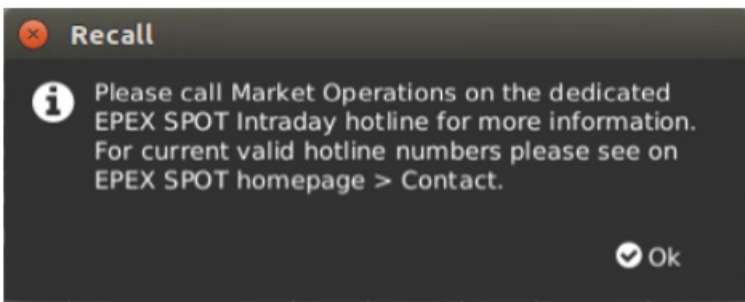 Recall
Please call Market Operations on the dedicated
EPEX SPOT Intraday hotline for more information.
For current valid hotline numbers please see on
EPEX SPOT homepage > Contact.
Ok